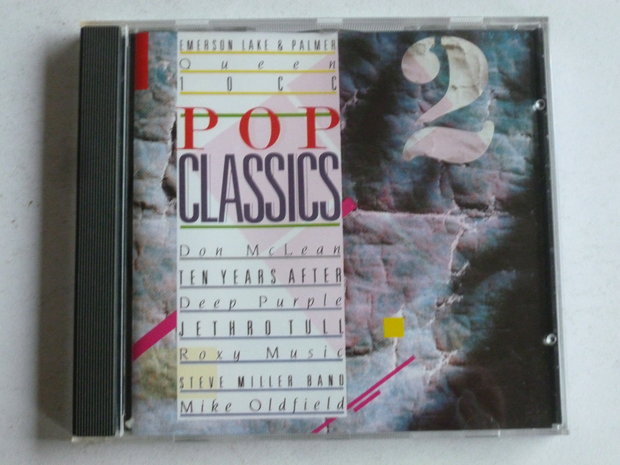 EMERSON LAKE & PALMER
Queen
10CC
POP
CLASSICS
2
Don McLean
TEN YEARS AFTER
Deep Purple
JETHRO TULL
Roxy Music
STEVE MILLER BAND
Mike Oldfield